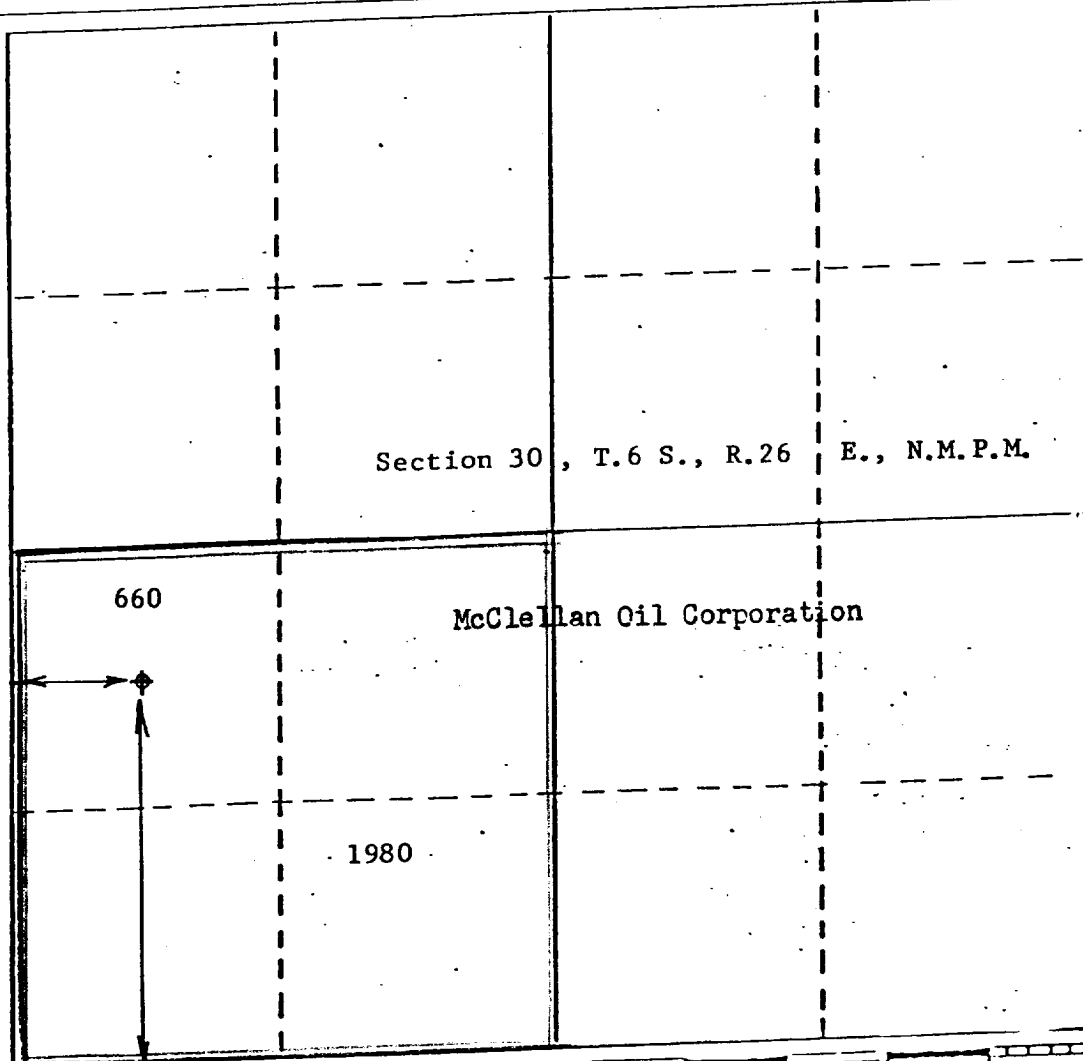 Section 30, T.6 S., R.26 E., N.M.P.M.
660
McClellan Oil Corporation
1980